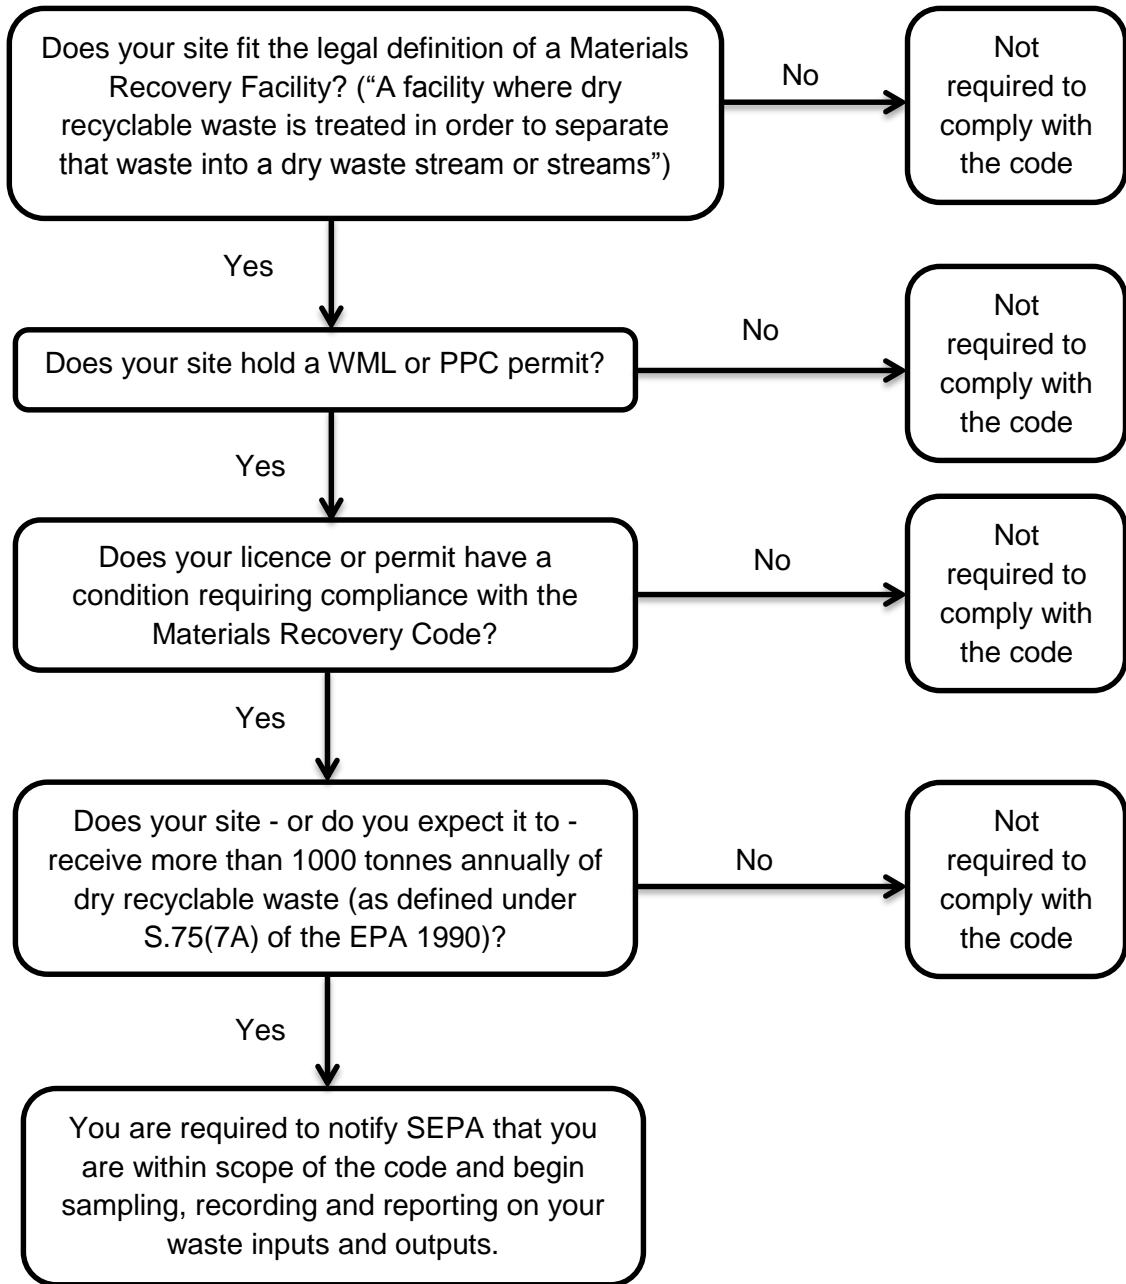 Does your site fit the legal definition of a Materials
Recovery Facility? (“A facility where dry
recyclable waste is treated in order to separate
that waste into a dry waste stream or streams”)
No
Not
required to
comply with
the code
Yes
Does your site hold a WML or PPC permit?
No
Not
required to
comply with
the code
Yes
Does your licence or permit have a
condition requiring compliance with the
Materials Recovery Code?
No
Not
required to
comply with
the code
Yes
Does your site - or do you expect it to -
receive more than 1000 tonnes annually of
dry recyclable waste (as defined under
S.75(7A) of the EPA 1990)?
No
Not
required to
comply with
the code
Yes
You are required to notify SEPA that you
are within scope of the code and begin
sampling, recording and reporting on your
waste inputs and outputs.